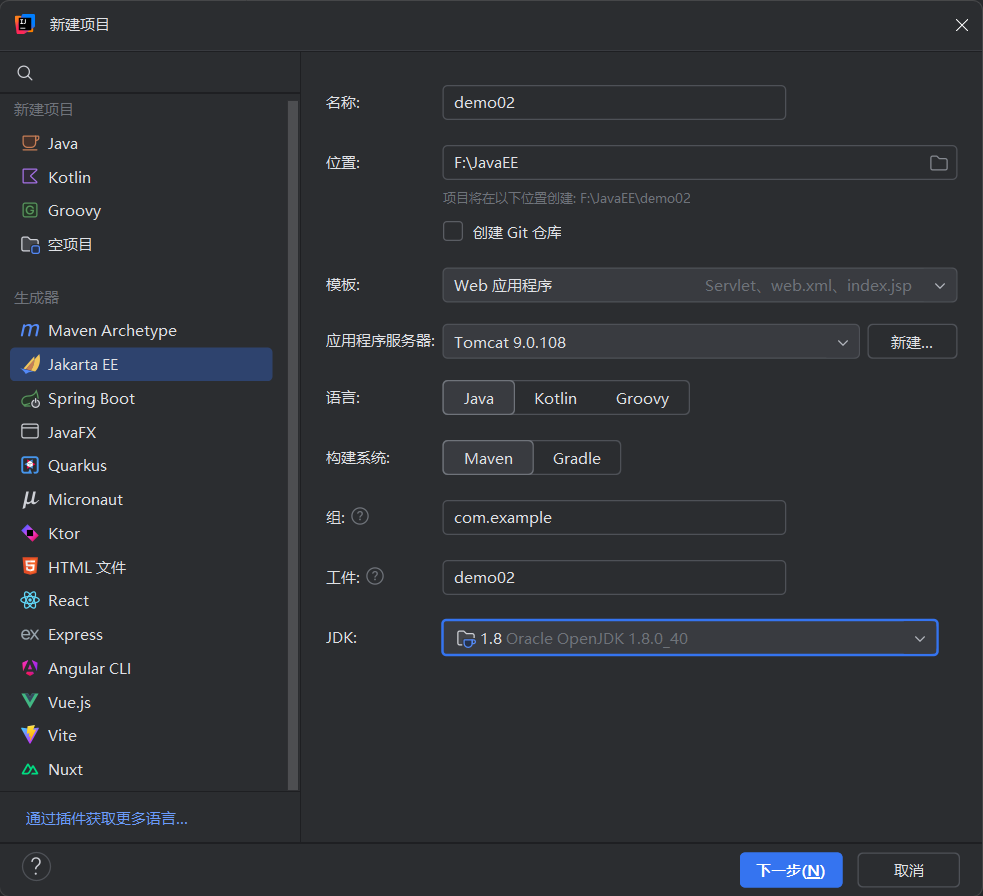 新建项目
新建项目
Java
Kotlin
Groovy
空项目
生成器
Maven Archetype
Jakarta EE
Spring Boot
JavaFX
Quarkus
Micronaut
Ktor
HTML 文件
React
Express
Angular CLI
Vue.js
Vite
Nuxt
通过插件获取更多语言...
名称: demo02
位置: F:\JavaEE
项目将在以下位置创建: F:\JavaEE\demo02
创建 Git 仓库
模板: Web 应用程序 Servlet、web.xml、index.jsp
应用程序服务器: Tomcat 9.0.108 新建...
语言: Java Kotlin Groovy
构建系统: Maven Gradle
组: ? com.example
工件: ? demo02
JDK: 1.8 Oracle OpenJDK 1.8.0_40
? 下一步(N) 取消